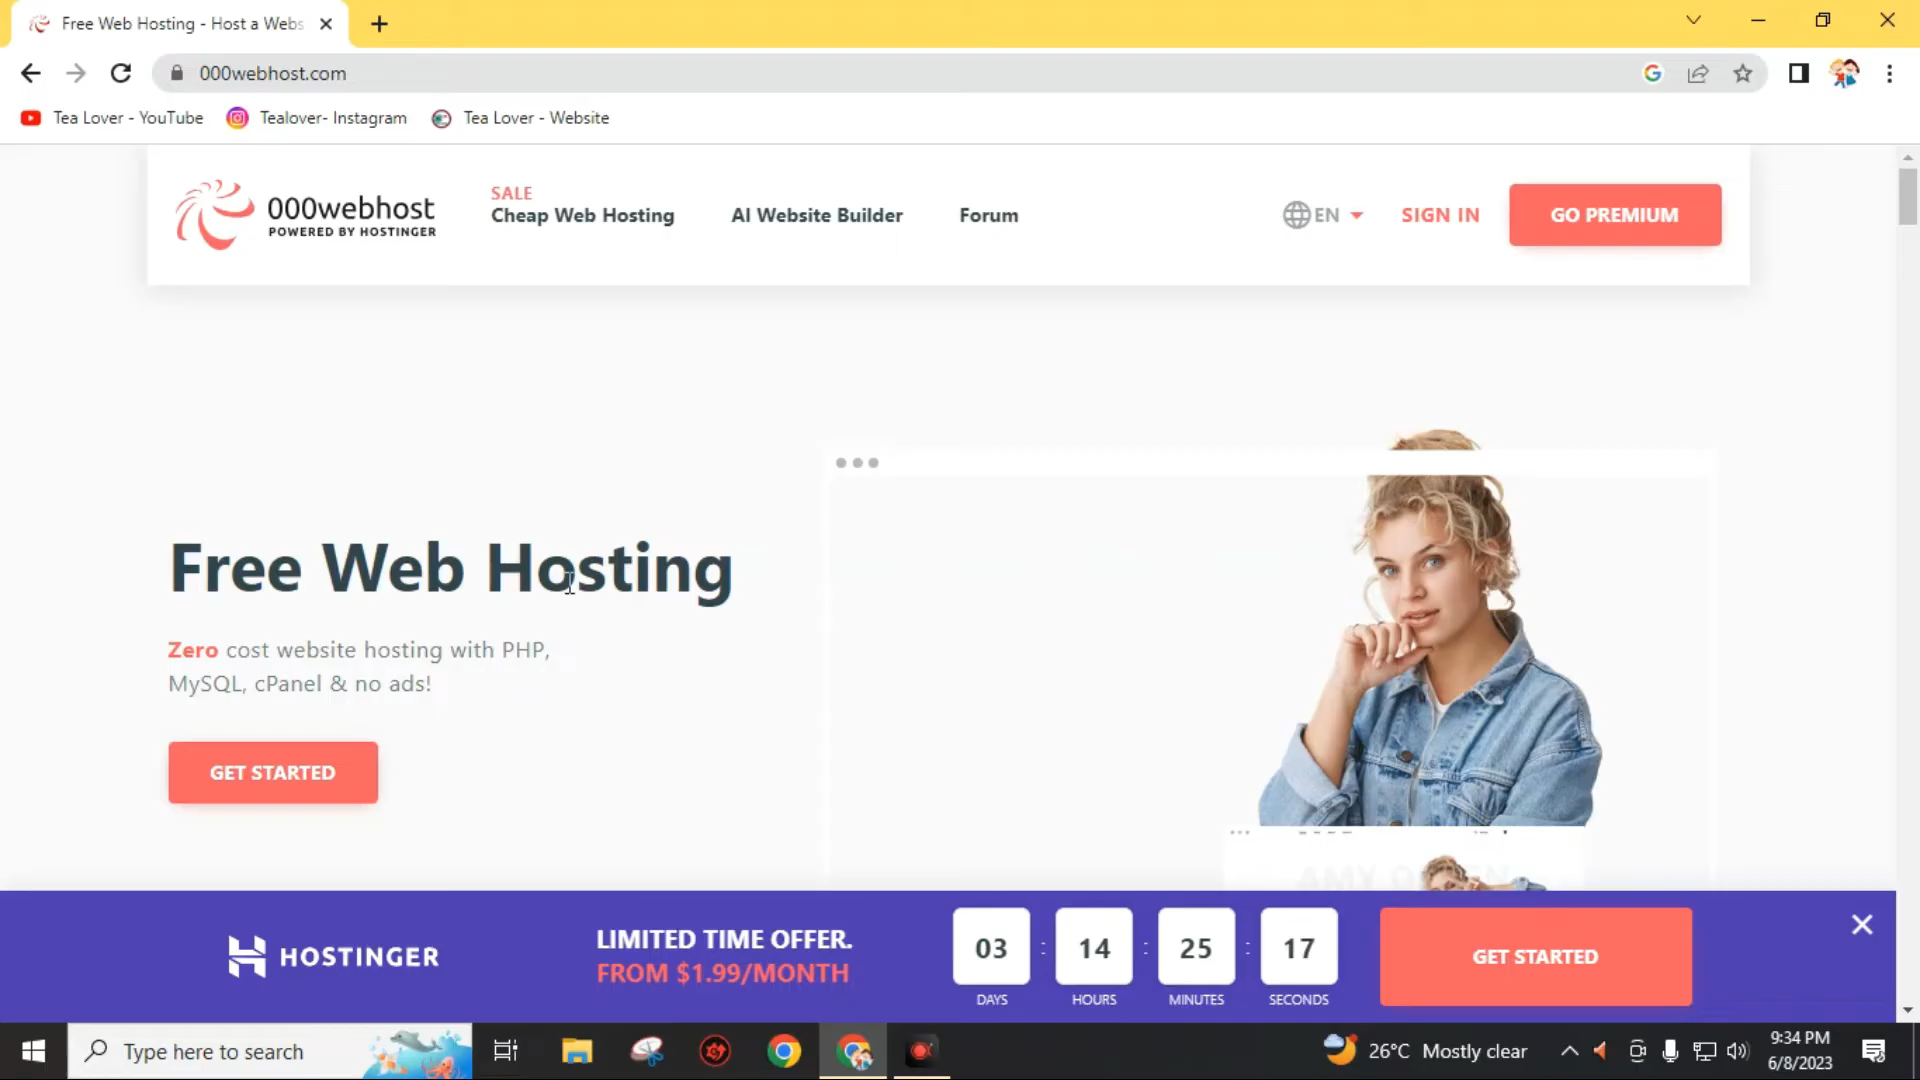 Free Web Hosting - Host a Webs
000webhost.com
Tea Lover - YouTube
Tealover- Instagram
Tea Lover - Website
000webhost
POWERED BY HOSTINGER
SALE
Cheap Web Hosting
AI Website Builder
Forum
EN
SIGN IN
GO PREMIUM
Free Web Hosting
Zero cost website hosting with PHP,
MySQL, cPanel & no ads!
GET STARTED
HOSTINGER
LIMITED TIME OFFER.
FROM $1.99/MONTH
03 : 14 : 25 : 17
DAYS HOURS MINUTES SECONDS
GET STARTED
Type here to search
26°C Mostly clear
9:34 PM
6/8/2023